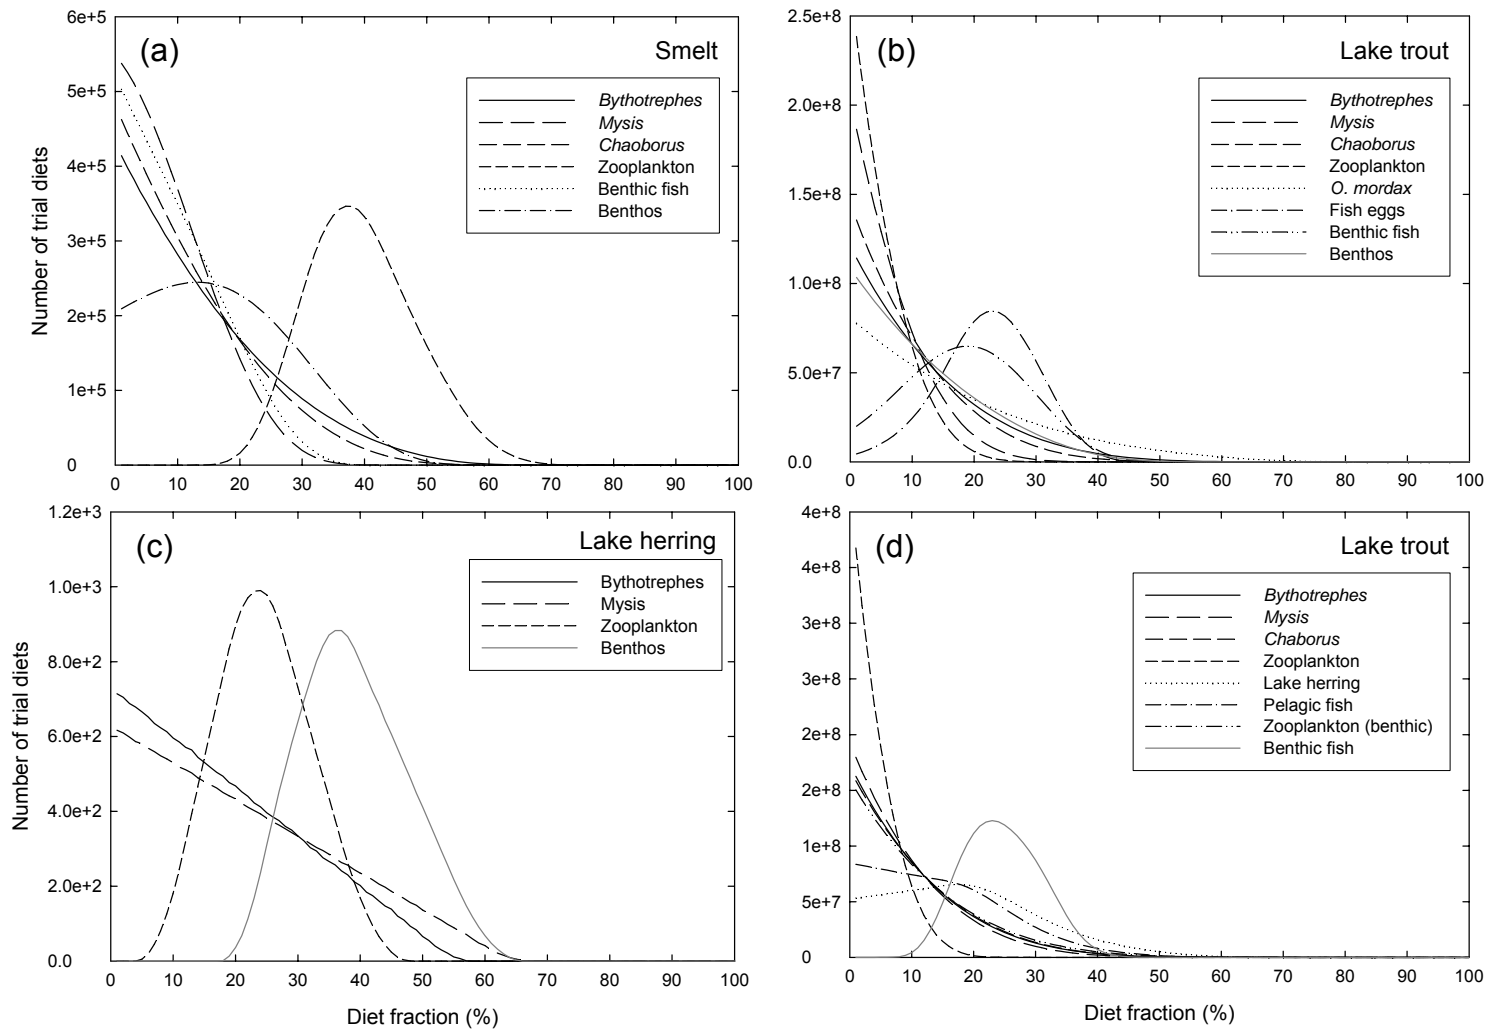 (a)
Smelt
Number of trial diets
6e+5
5e+5
4e+5
3e+5
2e+5
1e+5
0
Bythotrephes
Mysis
Chaoborus
Zooplankton
Benthic fish
Benthos
0 10 20 30 40 50 60 70 80 90 100
(b)
Lake trout
2.5e+8
2.0e+8
1.5e+8
1.0e+8
5.0e+7
0.0
Bythotrephes
Mysis
Chaoborus
Zooplankton
O. mordax
Fish eggs
Benthic fish
Benthos
0 10 20 30 40 50 60 70 80 90 100
(c)
Lake herring
Number of trial diets
1.2e+3
1.0e+3
8.0e+2
6.0e+2
4.0e+2
2.0e+2
0.0
Bythotrephes
Mysis
Zooplankton
Benthos
0 10 20 30 40 50 60 70 80 90 100
Diet fraction (%)
(d)
Lake trout
4e+8
4e+8
3e+8
3e+8
2e+8
2e+8
1e+8
5e+7
0
Bythotrephes
Mysis
Chaborus
Zooplankton
Lake herring
Pelagic fish
Zooplankton (benthic)
Benthic fish
0 10 20 30 40 50 60 70 80 90 100
Diet fraction (%)